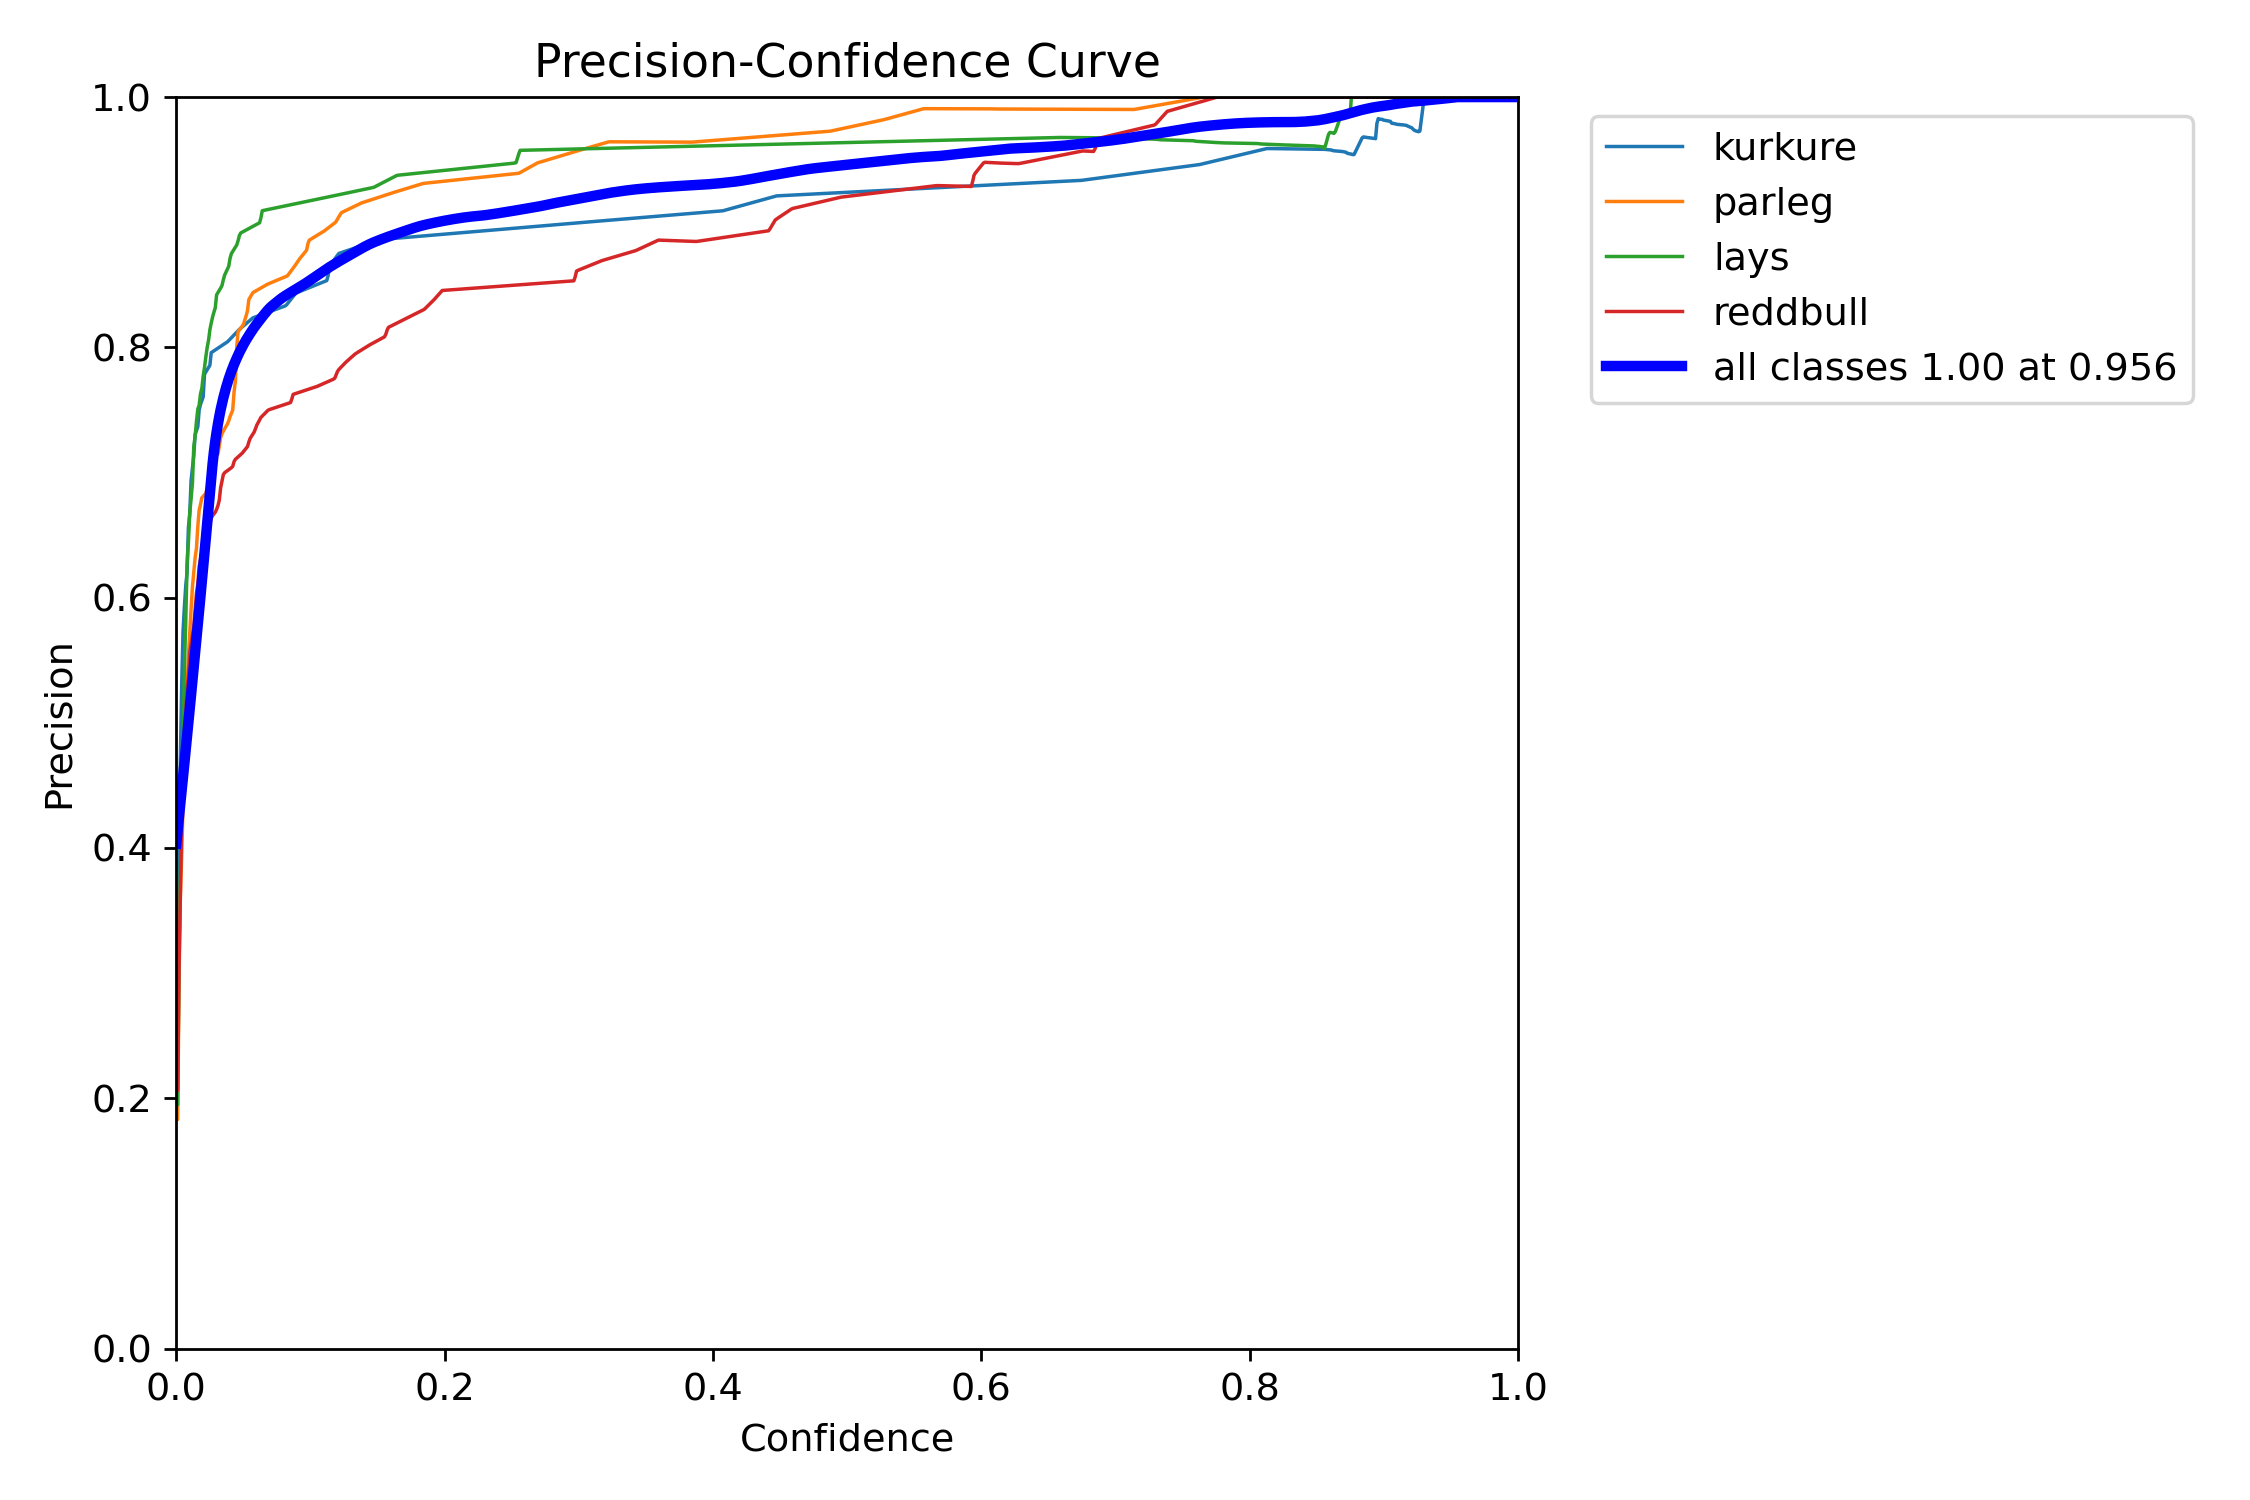 Precision-Confidence Curve
1.0
0.8
0.6
0.4
0.2
0.0
Precision
0.0 0.2 0.4 0.6 0.8 1.0
Confidence
kurkure
parleg
lays
reddbull
all classes 1.00 at 0.956